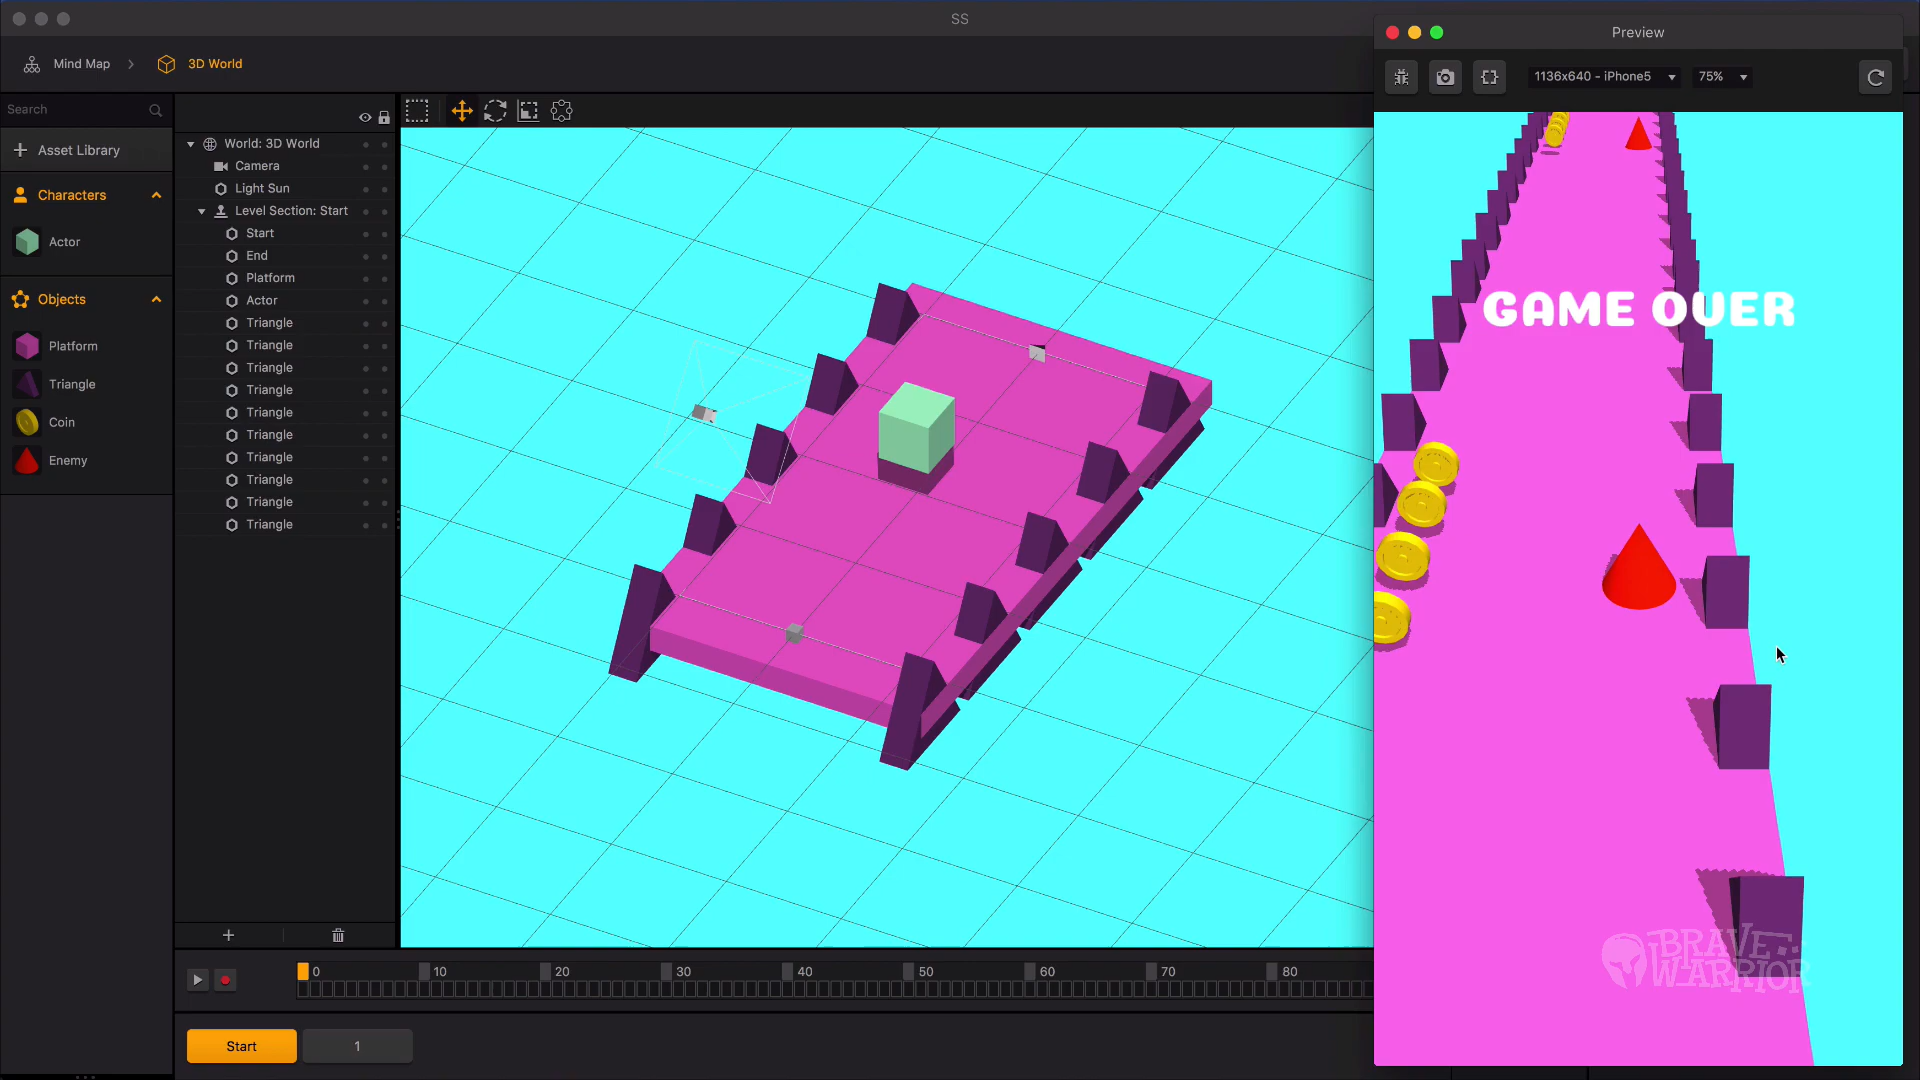 SS
Preview
Mind Map
3D World
1136x640 - iPhone5
75%
Search
Asset Library
Characters
Actor
Objects
Platform
Triangle
Coin
Enemy
World: 3D World
Camera
Light Sun
Level Section: Start
Start
End
Platform
Actor
Triangle
Triangle
Triangle
Triangle
Triangle
Triangle
Triangle
Triangle
Triangle
Triangle
GAME OVER
BRAVE
WARRIOR
0 10 20 30 40 50 60 70 80
Start
1